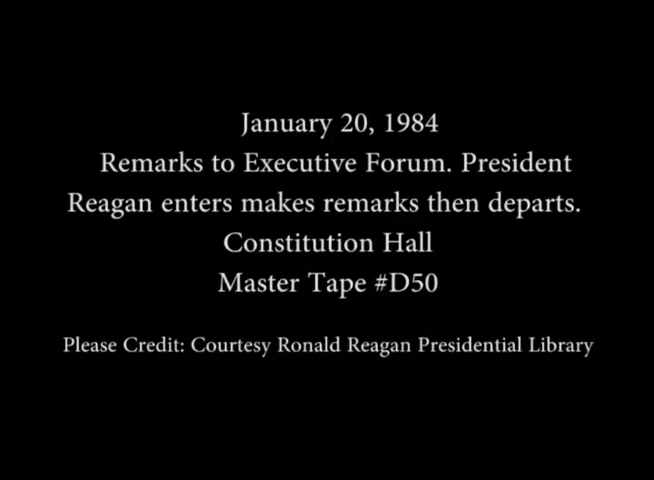 January 20, 1984
Remarks to Executive Forum. President
Reagan enters makes remarks then departs.
Constitution Hall
Master Tape #D50
Please Credit: Courtesy Ronald Reagan Presidential Library